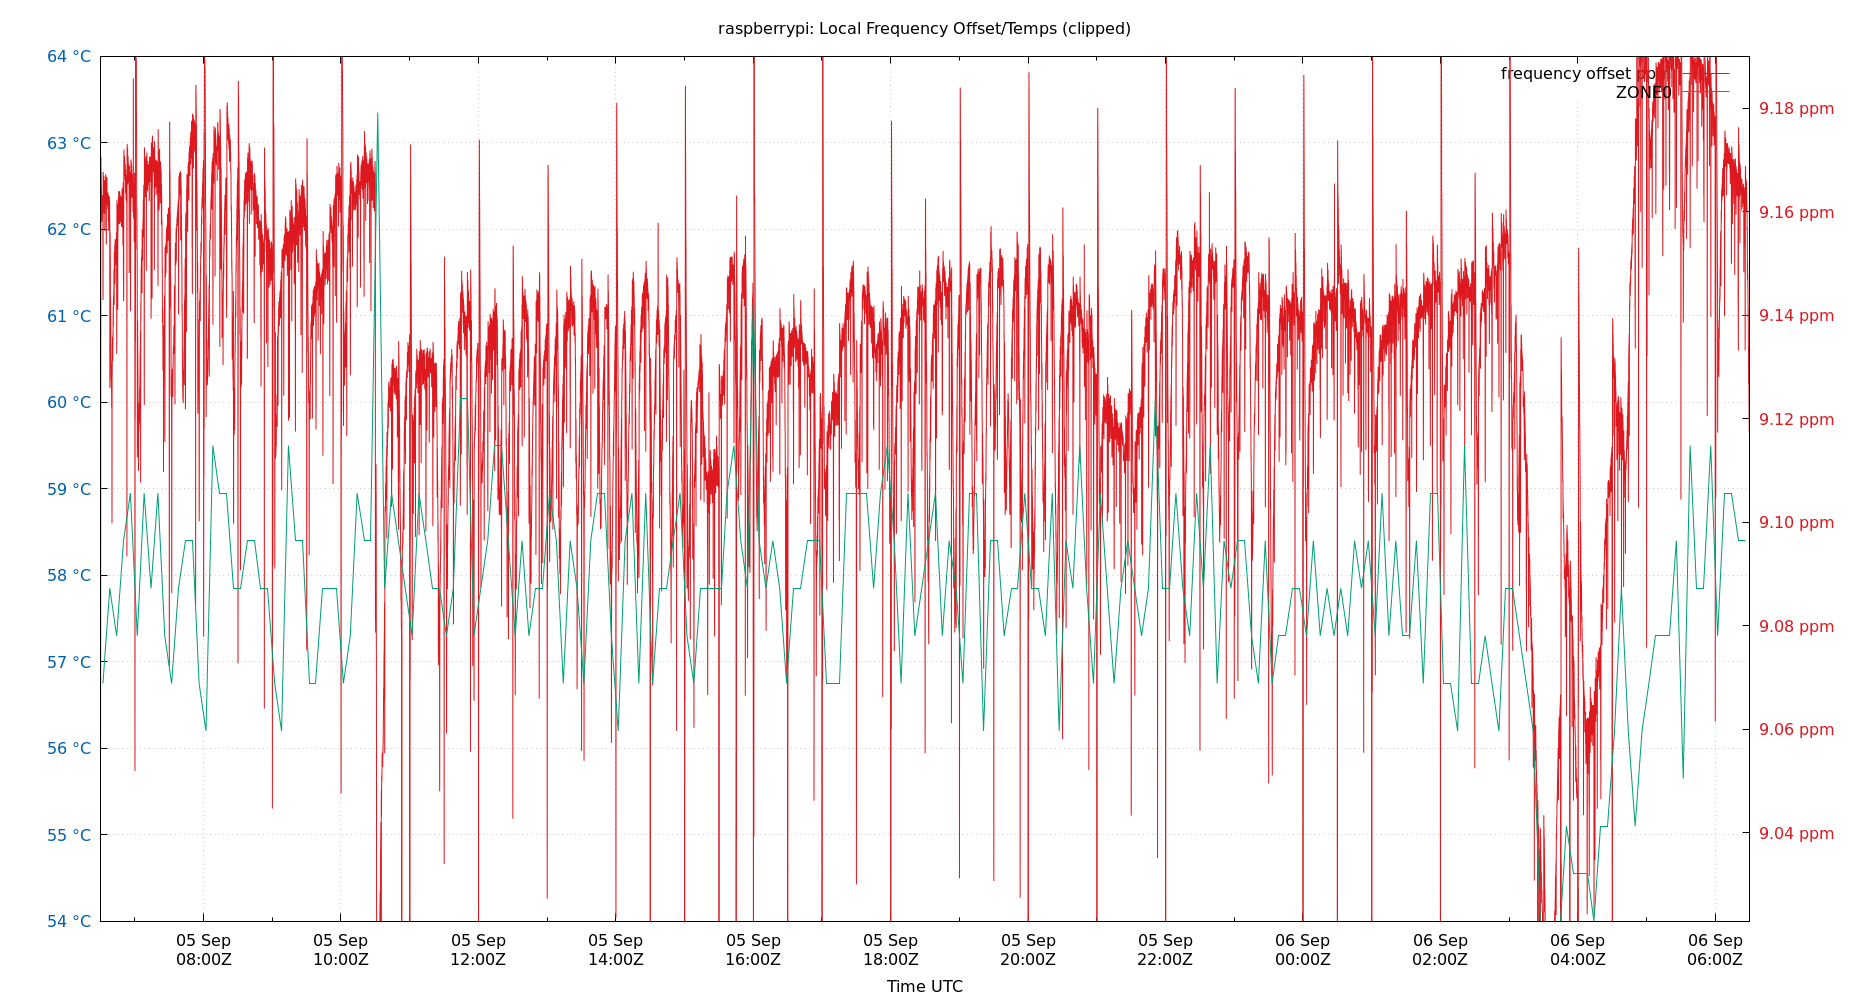 raspberrypi: Local Frequency Offset/Temps (clipped)
64 °C
63 °C
62 °C
61 °C
60 °C
59 °C
58 °C
57 °C
56 °C
55 °C
54 °C
frequency offset pp
ZONE0
9.18 ppm
9.16 ppm
9.14 ppm
9.12 ppm
9.10 ppm
9.08 ppm
9.06 ppm
9.04 ppm
05 Sep 05 Sep 05 Sep 05 Sep 05 Sep 05 Sep 05 Sep 05 Sep 06 Sep 06 Sep 06 Sep 06 Sep
08:00Z 10:00Z 12:00Z 14:00Z 16:00Z 18:00Z 20:00Z 22:00Z 00:00Z 02:00Z 04:00Z 06:00Z
Time UTC